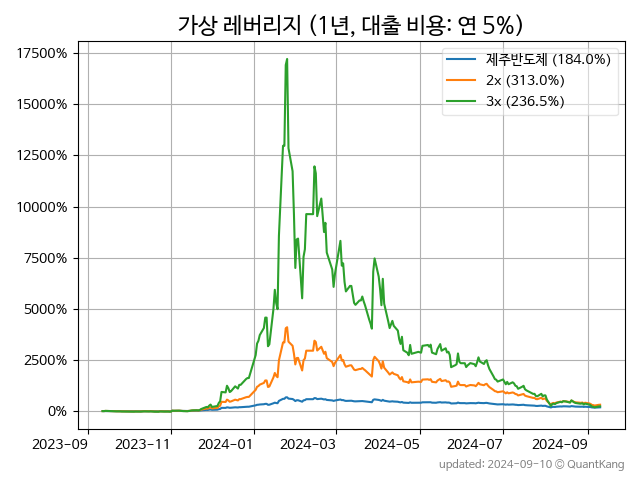 가상 레버리지 (1년, 대출 비용: 연 5%)
17500%
15000%
12500%
10000%
7500%
5000%
2500%
0%
제주반도체 (184.0%)
2x (313.0%)
3x (236.5%)
2023-09 2023-11 2024-01 2024-03 2024-05 2024-07 2024-09
updated: 2024-09-10 © QuantKang